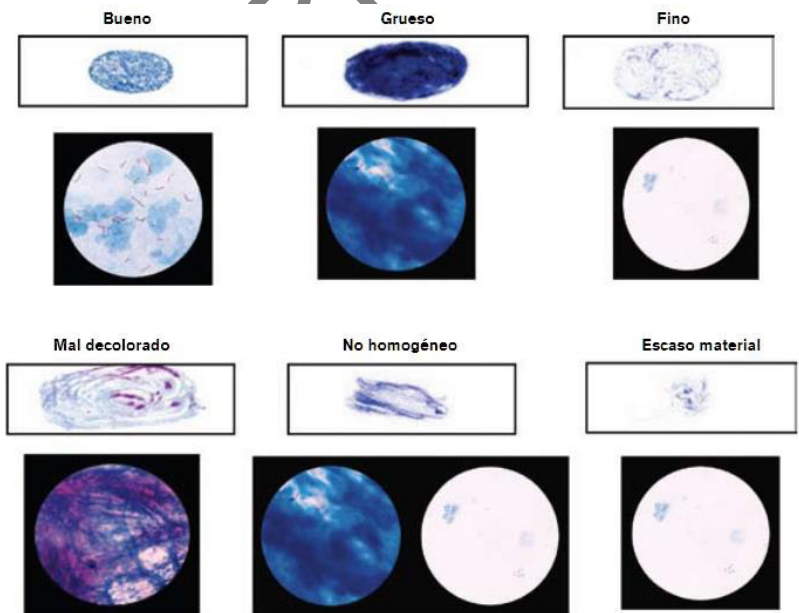 Bueno
Grueso
Fino
Mal decolorado
No homogéneo
Escaso material